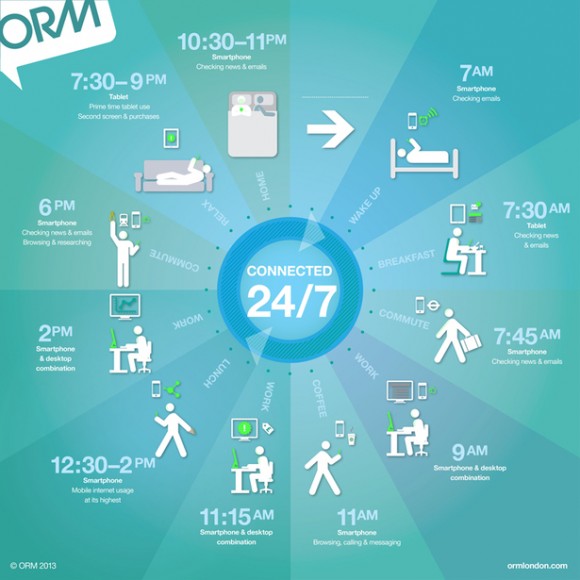 ORM
10:30–11PM
Smartphone
Checking news & emails
7AM
Smartphone
Checking emails
7:30–9PM
Tablet
Prime time tablet use
Second screen & purchases
HOME
WAKE UP
RELAX
6PM
Smartphone
Checking news & emails
Browsing & researching
7:30AM
Tablet
Checking news
& emails
COMMUTE
BREAKFAST
CONNECTED
24/7
2PM
Smartphone
& desktop
combination
WORK
COMMUTE
7:45AM
Smartphone
Checking news & emails
LUNCH
WORK
COFFEE
WORK
12:30–2PM
Smartphone
Mobile internet usage
at its highest
9AM
Smartphone & desktop
combination
11:15AM
Smartphone & desktop
combination
11AM
Smartphone
Browsing, calling & messaging
© ORM 2013
ormlondon.com